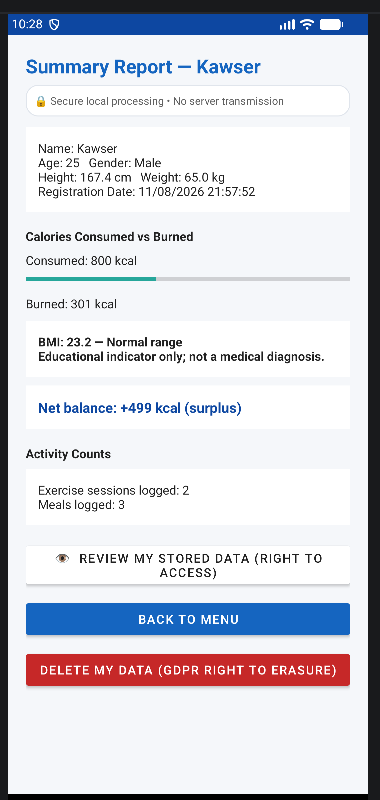 10:28
Summary Report — Kawser
🔒 Secure local processing • No server transmission
Name: Kawser
Age: 25   Gender: Male
Height: 167.4 cm   Weight: 65.0 kg
Registration Date: 11/08/2026 21:57:52
Calories Consumed vs Burned
Consumed: 800 kcal
Burned: 301 kcal
BMI: 23.2 — Normal range
Educational indicator only; not a medical diagnosis.
Net balance: +499 kcal (surplus)
Activity Counts
Exercise sessions logged: 2
Meals logged: 3
👁 REVIEW MY STORED DATA (RIGHT TO
ACCESS)
BACK TO MENU
DELETE MY DATA (GDPR RIGHT TO ERASURE)